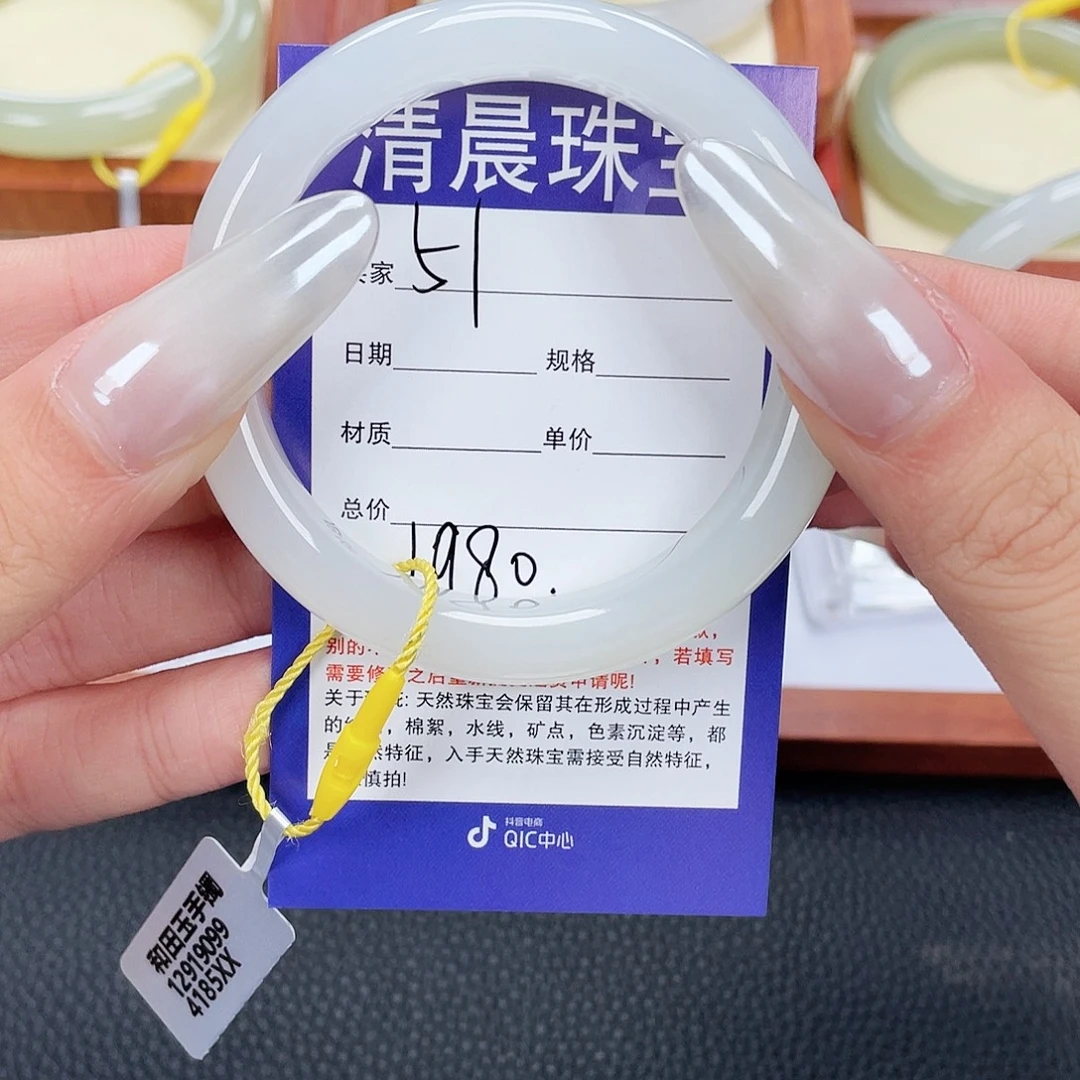 清晨珠宝
家 51
日期 规格
材质 单价
总价
1980.
别的
，若填写
需要修 之后重 申请呢!
关于 : 天然珠宝会保留其在形成过程中产生
的 ，棉絮，水线，矿点，色素沉淀等，都
然特征，入手天然珠宝需接受自然特征，
慎拍!
抖音电商
QIC中心
和田玉手镯
12919099
4185XX